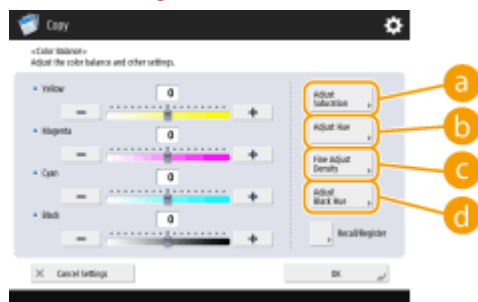 Copy
<Color Balance>
Adjust the color balance and other settings.
Yellow
0
Adjust
Saturation
a
Magenta
0
Adjust Hue
b
Cyan
0
Fine Adjust
Density
c
Black
0
Adjust
Black Hue
d
Recall/Register
Cancel Settings
OK